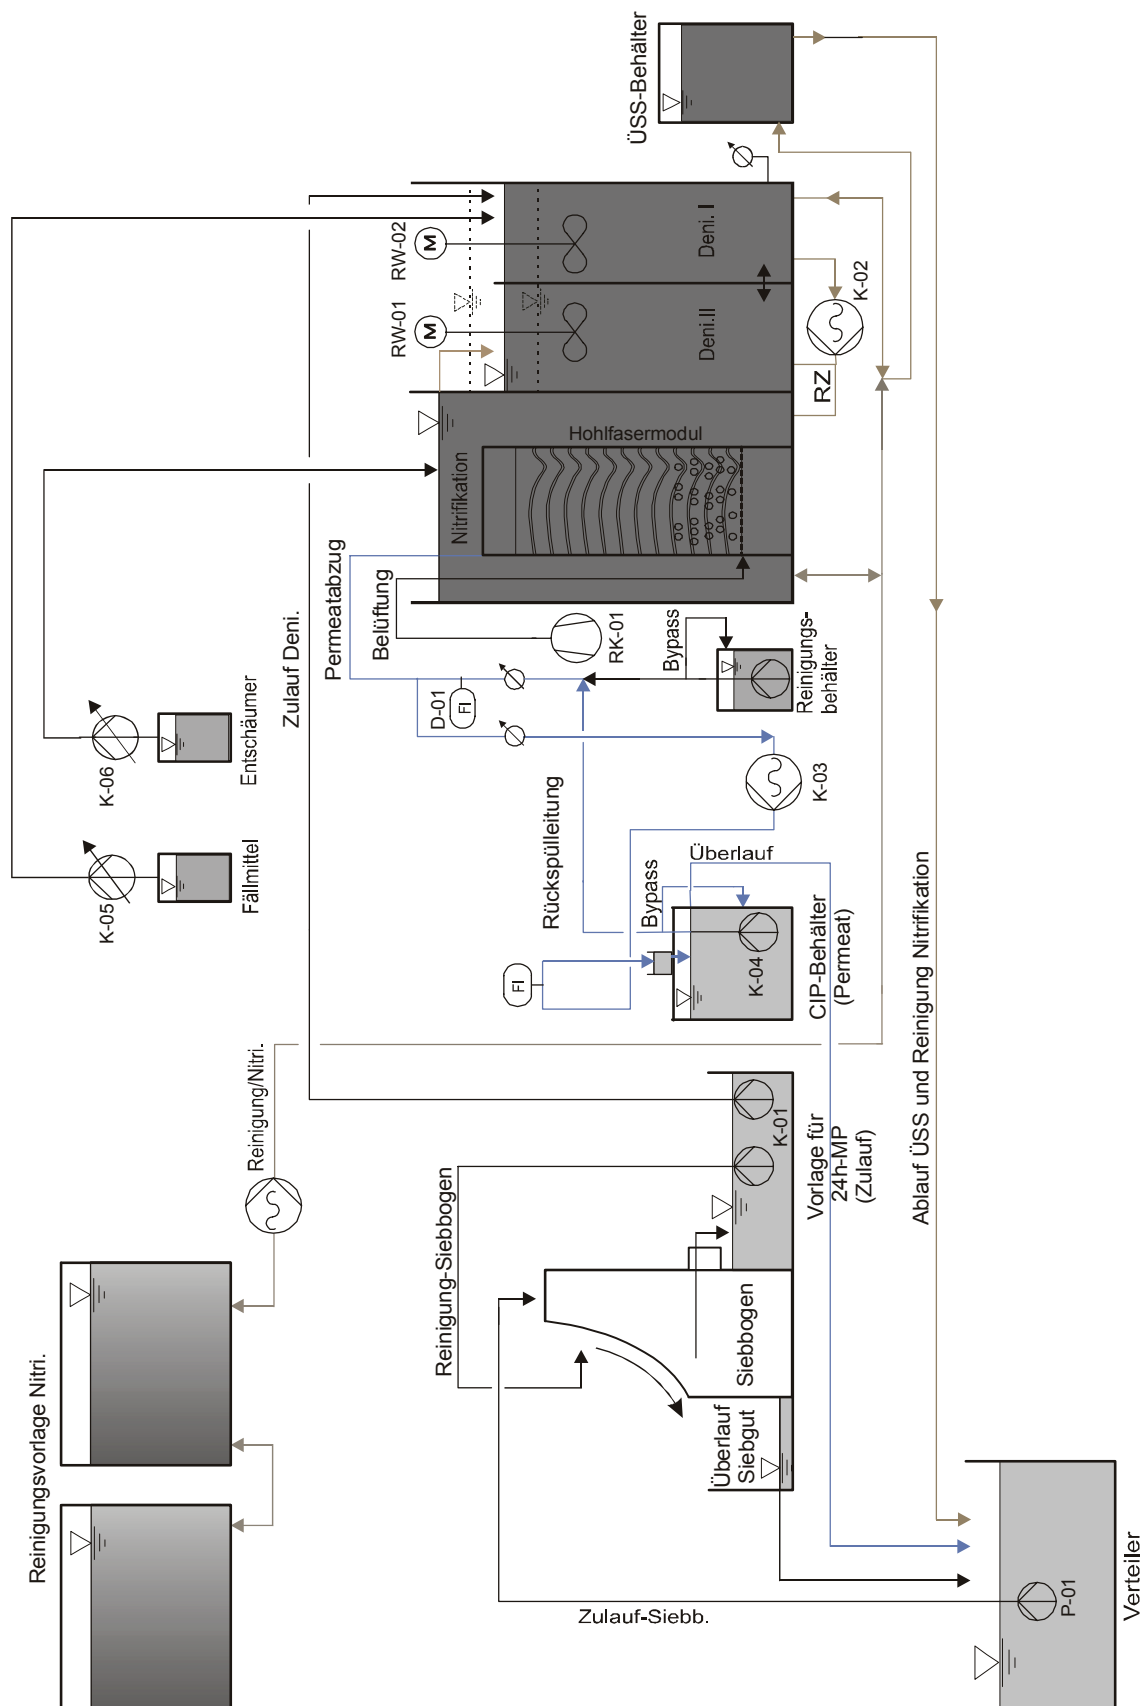 ÜSS-Behälter
RW-02
M
RW-01
M
Deni. I
Deni.II
K-02
RZ
Hohlfasermodul
Nitrifikation
Permeatabzug
Belüftung
Zulauf Deni.
RK-01
Bypass
Reinigungs-
behälter
D-01
FI
K-06
Entschäumer
K-05
Fällmittel
K-03
Rückspülleitung
Überlauf
Bypass
FI
K-04
CIP-Behälter
(Permeat)
Ablauf ÜSS und Reinigung Nitrifikation
Reinigung/Nitri.
K-01
Vorlage für
24h-MP
(Zulauf)
Reinigung-Siebbogen
Siebbogen
Überlauf
Siebgut
Reinigungsvorlage Nitri.
Zulauf-Siebb.
P-01
Verteiler